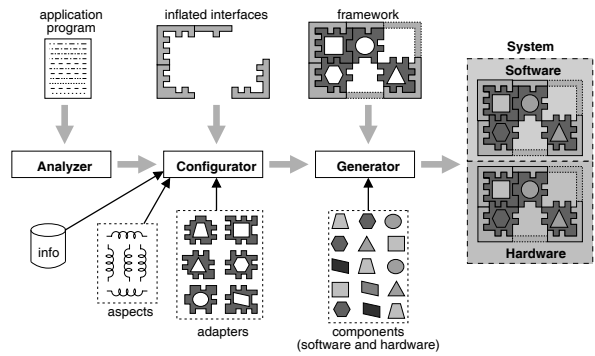 application
program
inflated interfaces
framework
System
Software
Analyzer
Configurator
Generator
Hardware
info
aspects
adapters
components
(software and hardware)